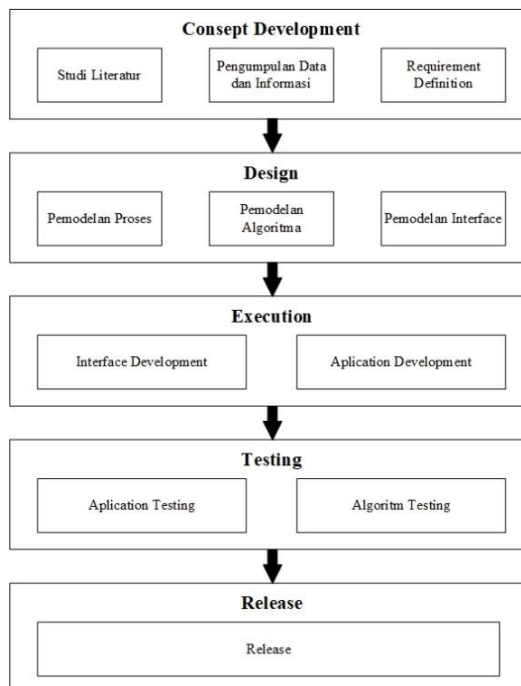 Consept Development
Studi Literatur
Pengumpulan Data
dan Informasi
Requirement
Definition
Design
Pemodelan Proses
Pemodelan
Algoritma
Pemodelan Interface
Execution
Interface Development
Aplication Development
Testing
Aplication Testing
Algoritm Testing
Release
Release